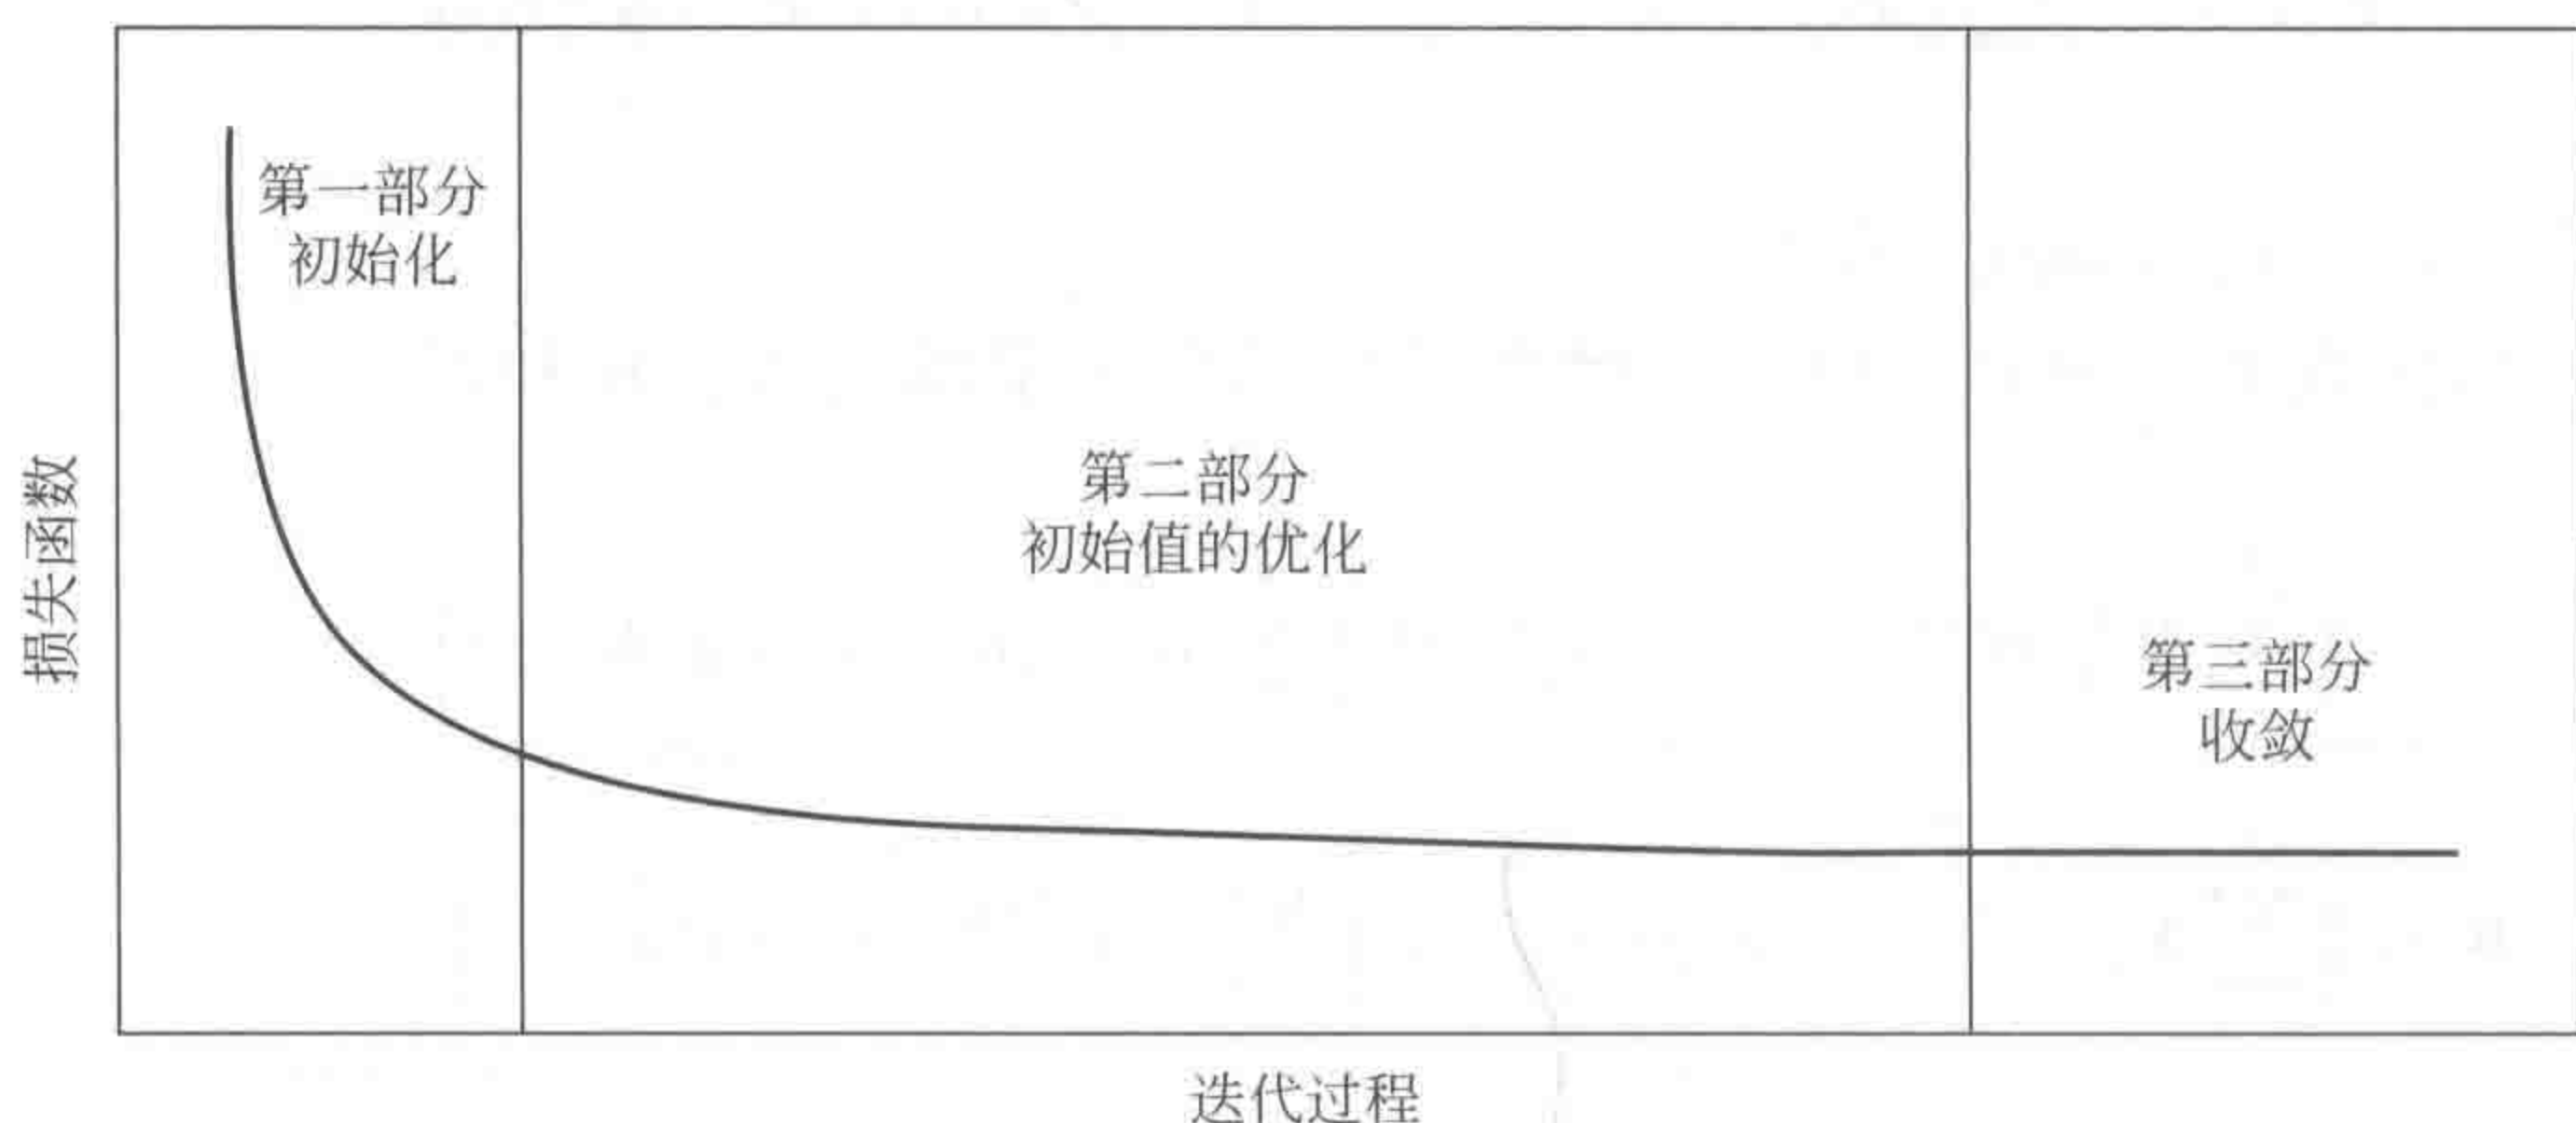 第一部分
初始化
第二部分
初始值的优化
第三部分
收敛
损失函数
迭代过程